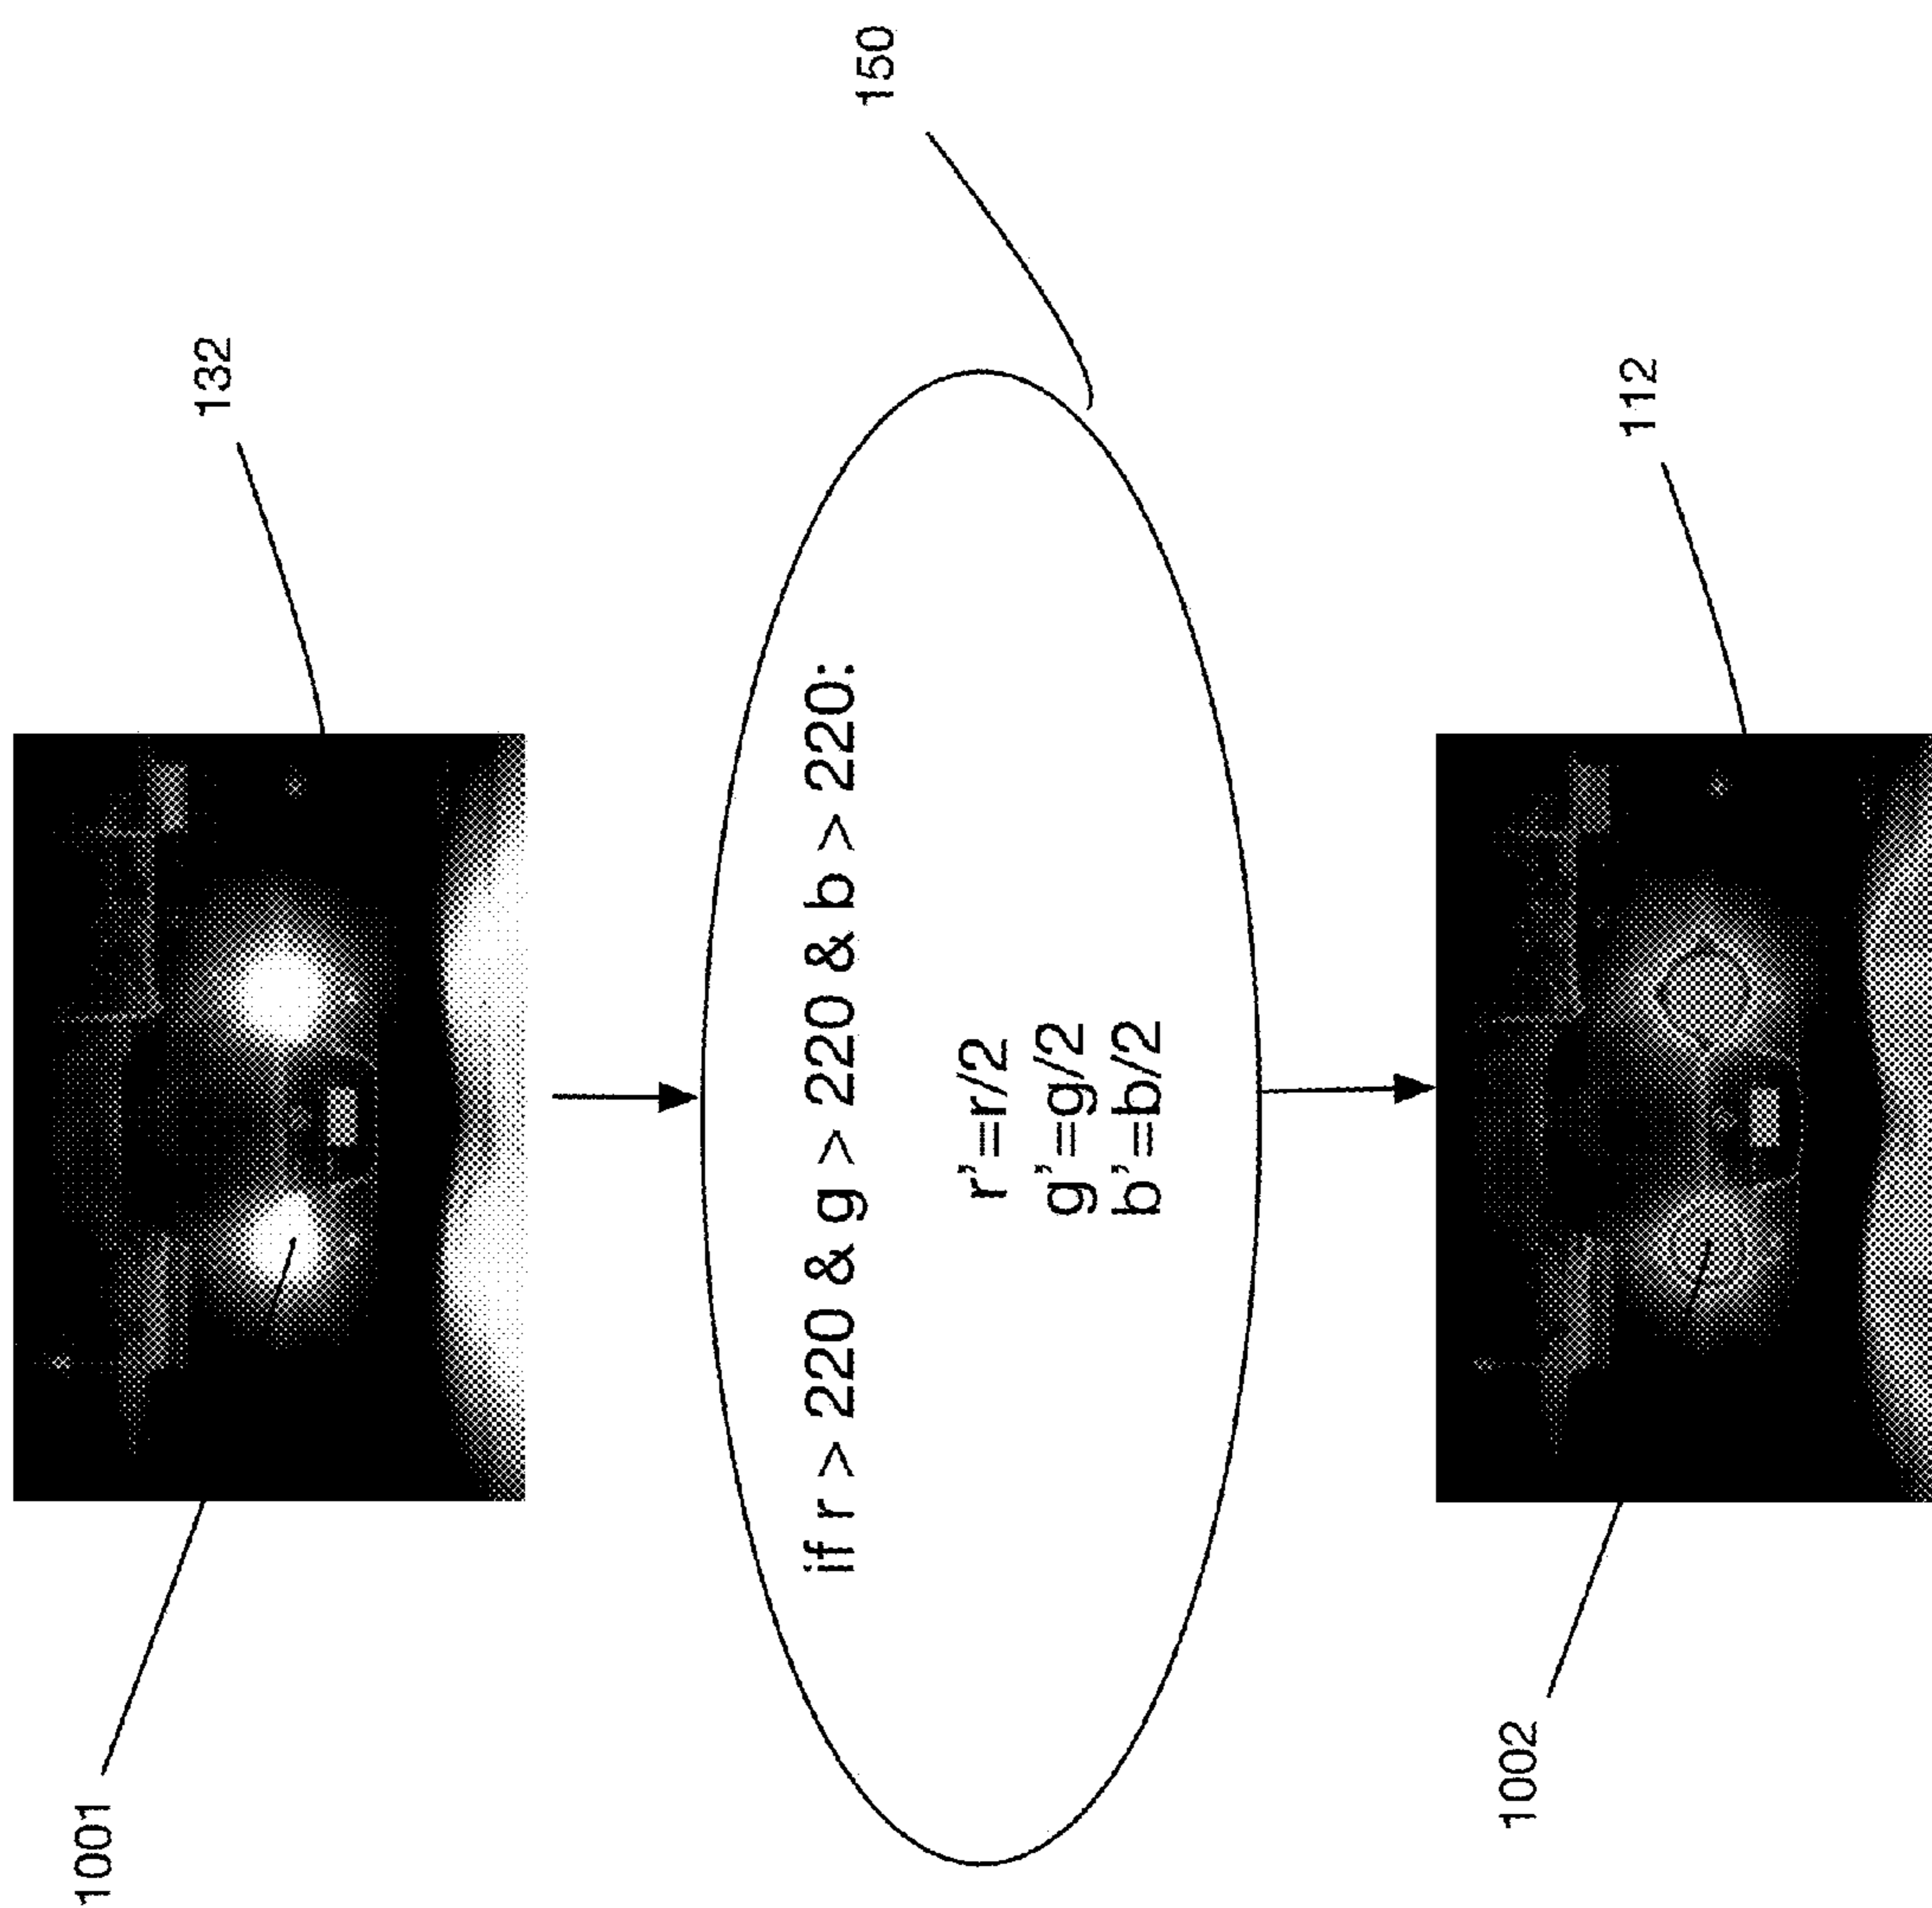 1001
132
150
if r > 220 & g > 220 & b > 220:
r'=r/2
g'=g/2
b'=b/2
1002
112